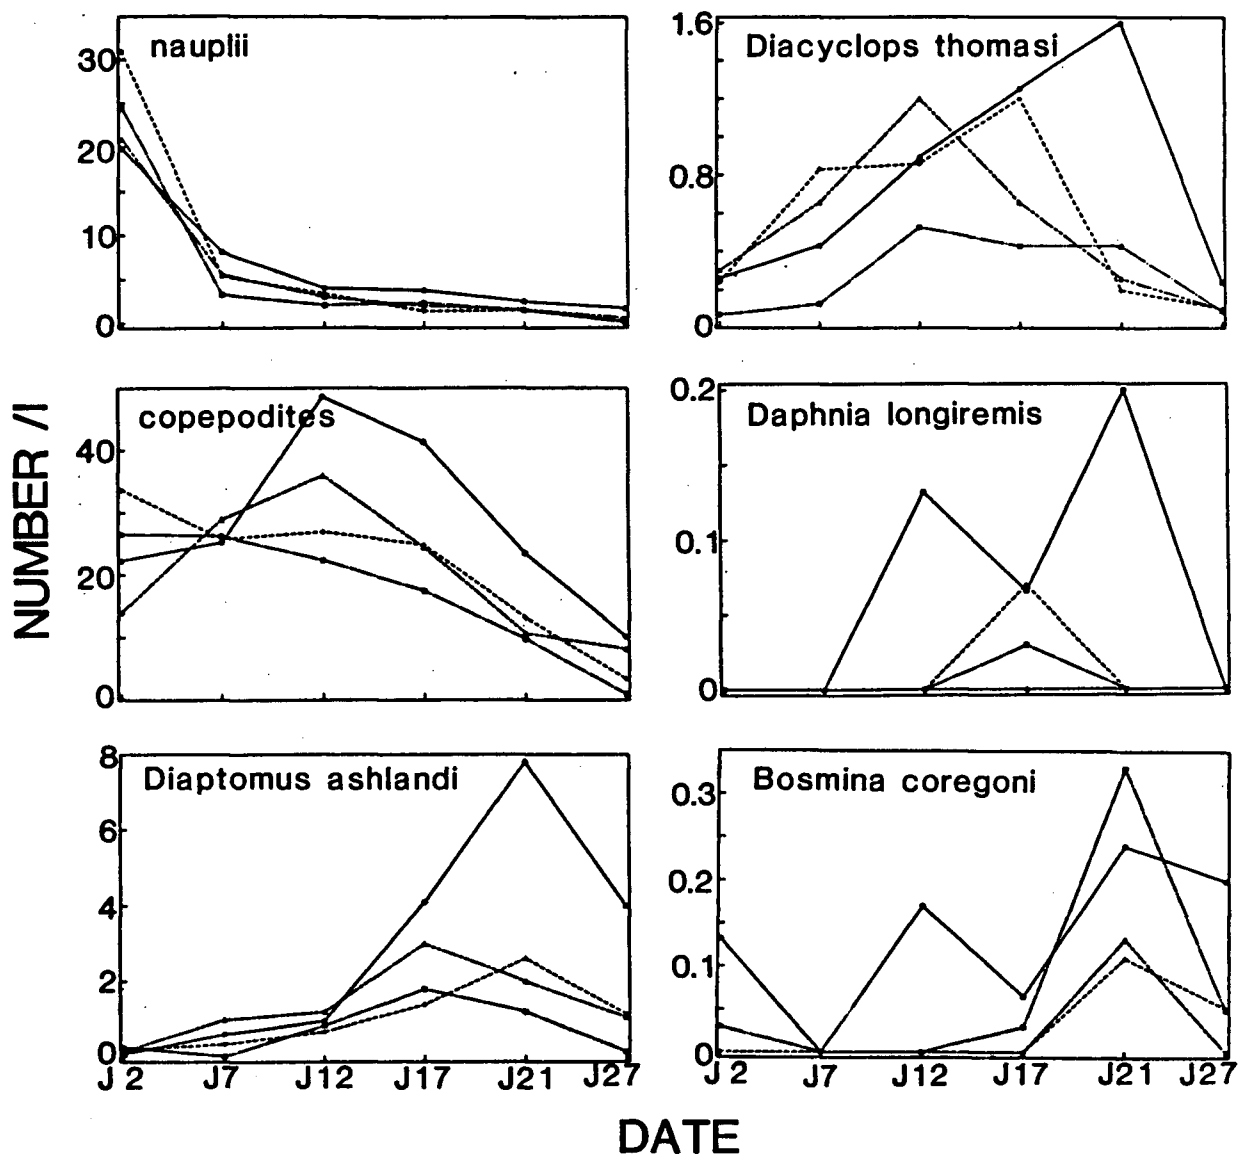 nauplii
30
20
10
0
Diacyclops thomasi
1.6
0.8
0
copepodites
40
20
0
Daphnia longiremis
0.2
0.1
0
Diaptomus ashlandi
8
6
4
2
0
J 2 J7 J12 J17 J21 J27
Bosmina coregoni
0.3
0.2
0.1
0
J 2 J7 J12 J17 J21 J27
NUMBER /l
DATE